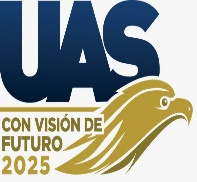 UAS
CON VISIÓN DE
FUTURO
2025